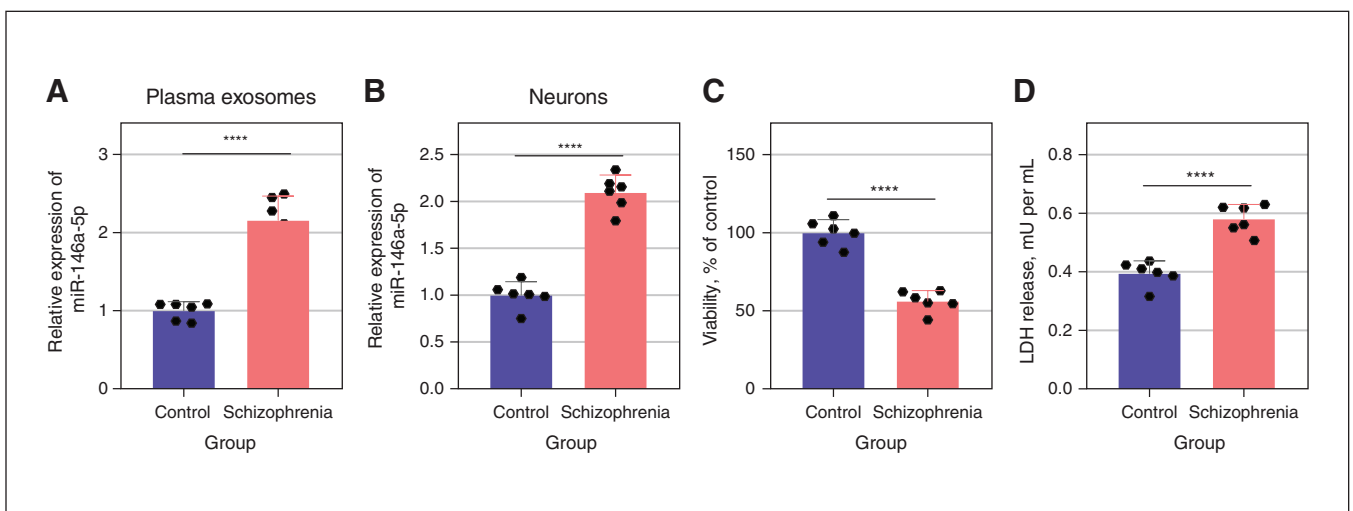 A
Plasma exosomes
Relative expression of
miR-146a-5p
3
2
1
0
****
Control
Schizophrenia
Group
B
Neurons
Relative expression of
miR-146a-5p
2.5
2.0
1.5
1.0
0.5
0.0
****
Control
Schizophrenia
Group
C
Viability, % of control
150
100
50
0
****
Control
Schizophrenia
Group
D
LDH release, mU per mL
0.8
0.6
0.4
0.2
0.0
****
Control
Schizophrenia
Group